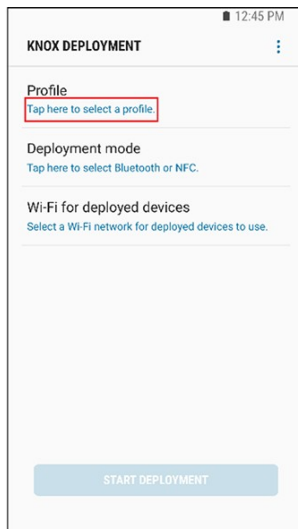 12:45 PM
KNOX DEPLOYMENT
Profile
Tap here to select a profile.
Deployment mode
Tap here to select Bluetooth or NFC.
Wi-Fi for deployed devices
Select a Wi-Fi network for deployed devices to use.
START DEPLOYMENT